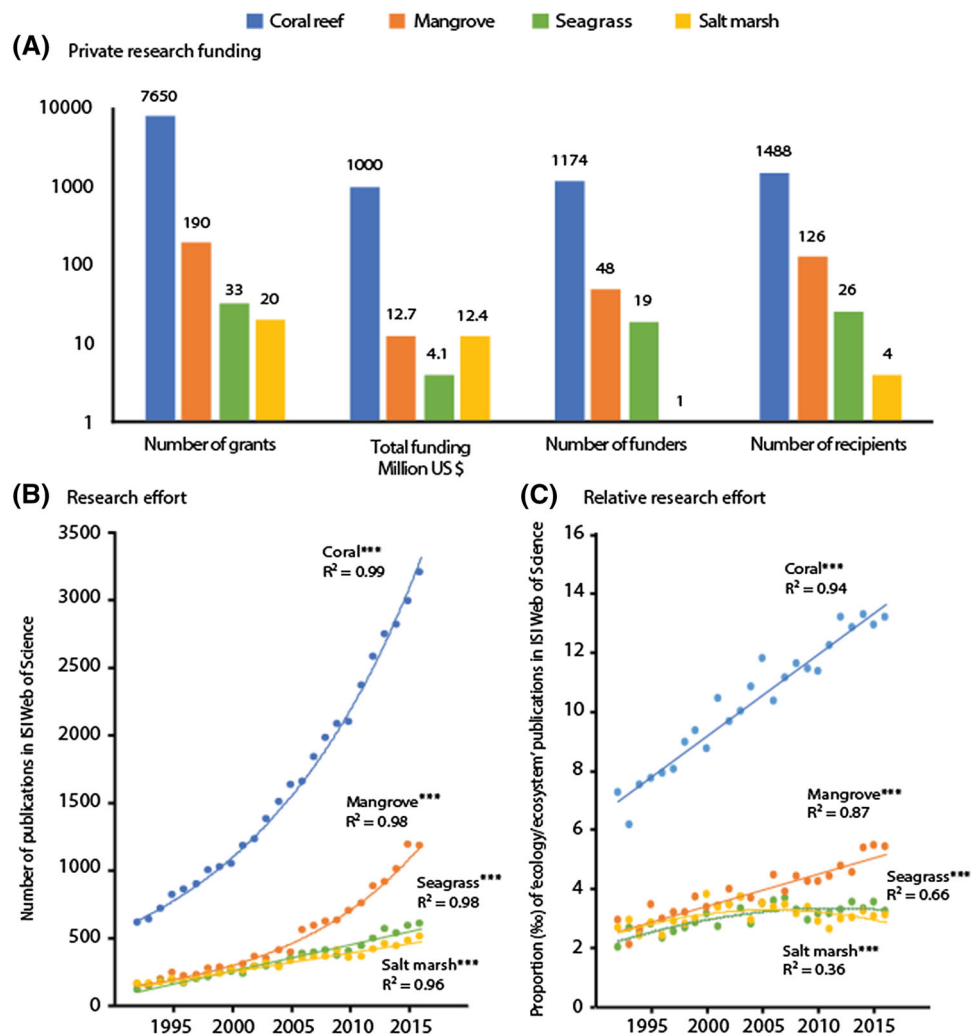 Coral reef Mangrove Seagrass Salt marsh
(A) Private research funding
10000
1000
100
10
1
7650
190
33
20
1000
12.7
4.1
12.4
1174
48
19
1
1488
126
26
4
Number of grants
Total funding
Million US $
Number of funders
Number of recipients
(B) Research effort
Number of publications in ISI Web of Science
3500
3000
2500
2000
1500
1000
500
0
Coral***
R² = 0.99
Mangrove***
R² = 0.98
Seagrass***
R² = 0.98
Salt marsh***
R² = 0.96
1995 2000 2005 2010 2015
(C) Relative research effort
Proportion (‰) of 'ecology/ecosystem' publications in ISI Web of Science
16
14
12
10
8
6
4
2
0
Coral***
R² = 0.94
Mangrove***
R² = 0.87
Seagrass***
R² = 0.66
Salt marsh***
R² = 0.36
1995 2000 2005 2010 2015